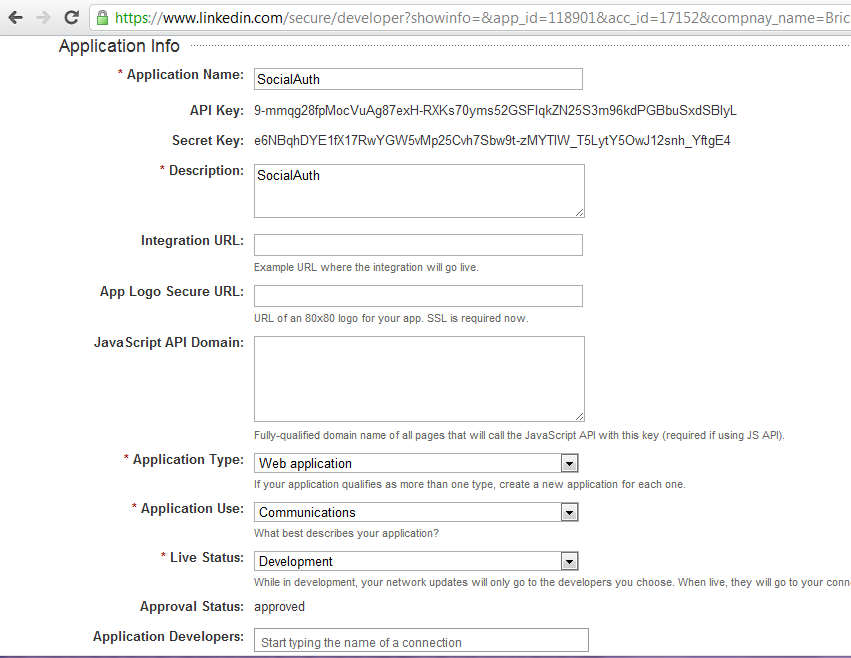 https://www.linkedin.com/secure/developer?showinfo=&app_id=118901&acc_id=17152&compnay_name=Bric
Application Info
* Application Name: SocialAuth
API Key: 9-mmqg28fpMocVuAg87exH-RXKs70yms52GSFIqkZN25S3m96kdPGBbuSxdSBlyL
Secret Key: e6NBqhDYE1fX17RwYGW5vMp25Cvh7Sbw9t-zMYTIW_T5LytY5OwJ12snh_YftgE4
* Description: SocialAuth
Integration URL:
Example URL where the integration will go live.
App Logo Secure URL:
URL of an 80x80 logo for your app. SSL is required now.
JavaScript API Domain:
Fully-qualified domain name of all pages that will call the JavaScript API with this key (required if using JS API).
* Application Type: Web application
If your application qualifies as more than one type, create a new application for each one.
* Application Use: Communications
What best describes your application?
* Live Status: Development
While in development, your network updates will only go to the developers you choose. When live, they will go to your conn
Approval Status: approved
Application Developers: Start typing the name of a connection